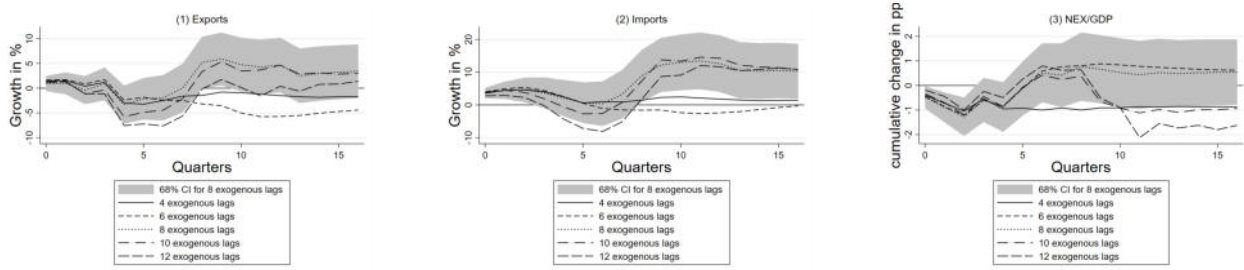 (1) Exports
Growth in %
10
5
0
-5
-10
0 5 10 15
Quarters
68% CI for 8 exogenous lags
4 exogenous lags
6 exogenous lags
8 exogenous lags
10 exogenous lags
12 exogenous lags
(2) Imports
Growth in %
20
10
0
-10
0 5 10 15
Quarters
68% CI for 8 exogenous lags
4 exogenous lags
6 exogenous lags
8 exogenous lags
10 exogenous lags
12 exogenous lags
(3) NEX/GDP
cumulative change in pp
2
1
0
-1
-2
0 5 10 15
Quarters
68% CI for 8 exogenous lags
4 exogenous lags
6 exogenous lags
8 exogenous lags
10 exogenous lags
12 exogenous lags